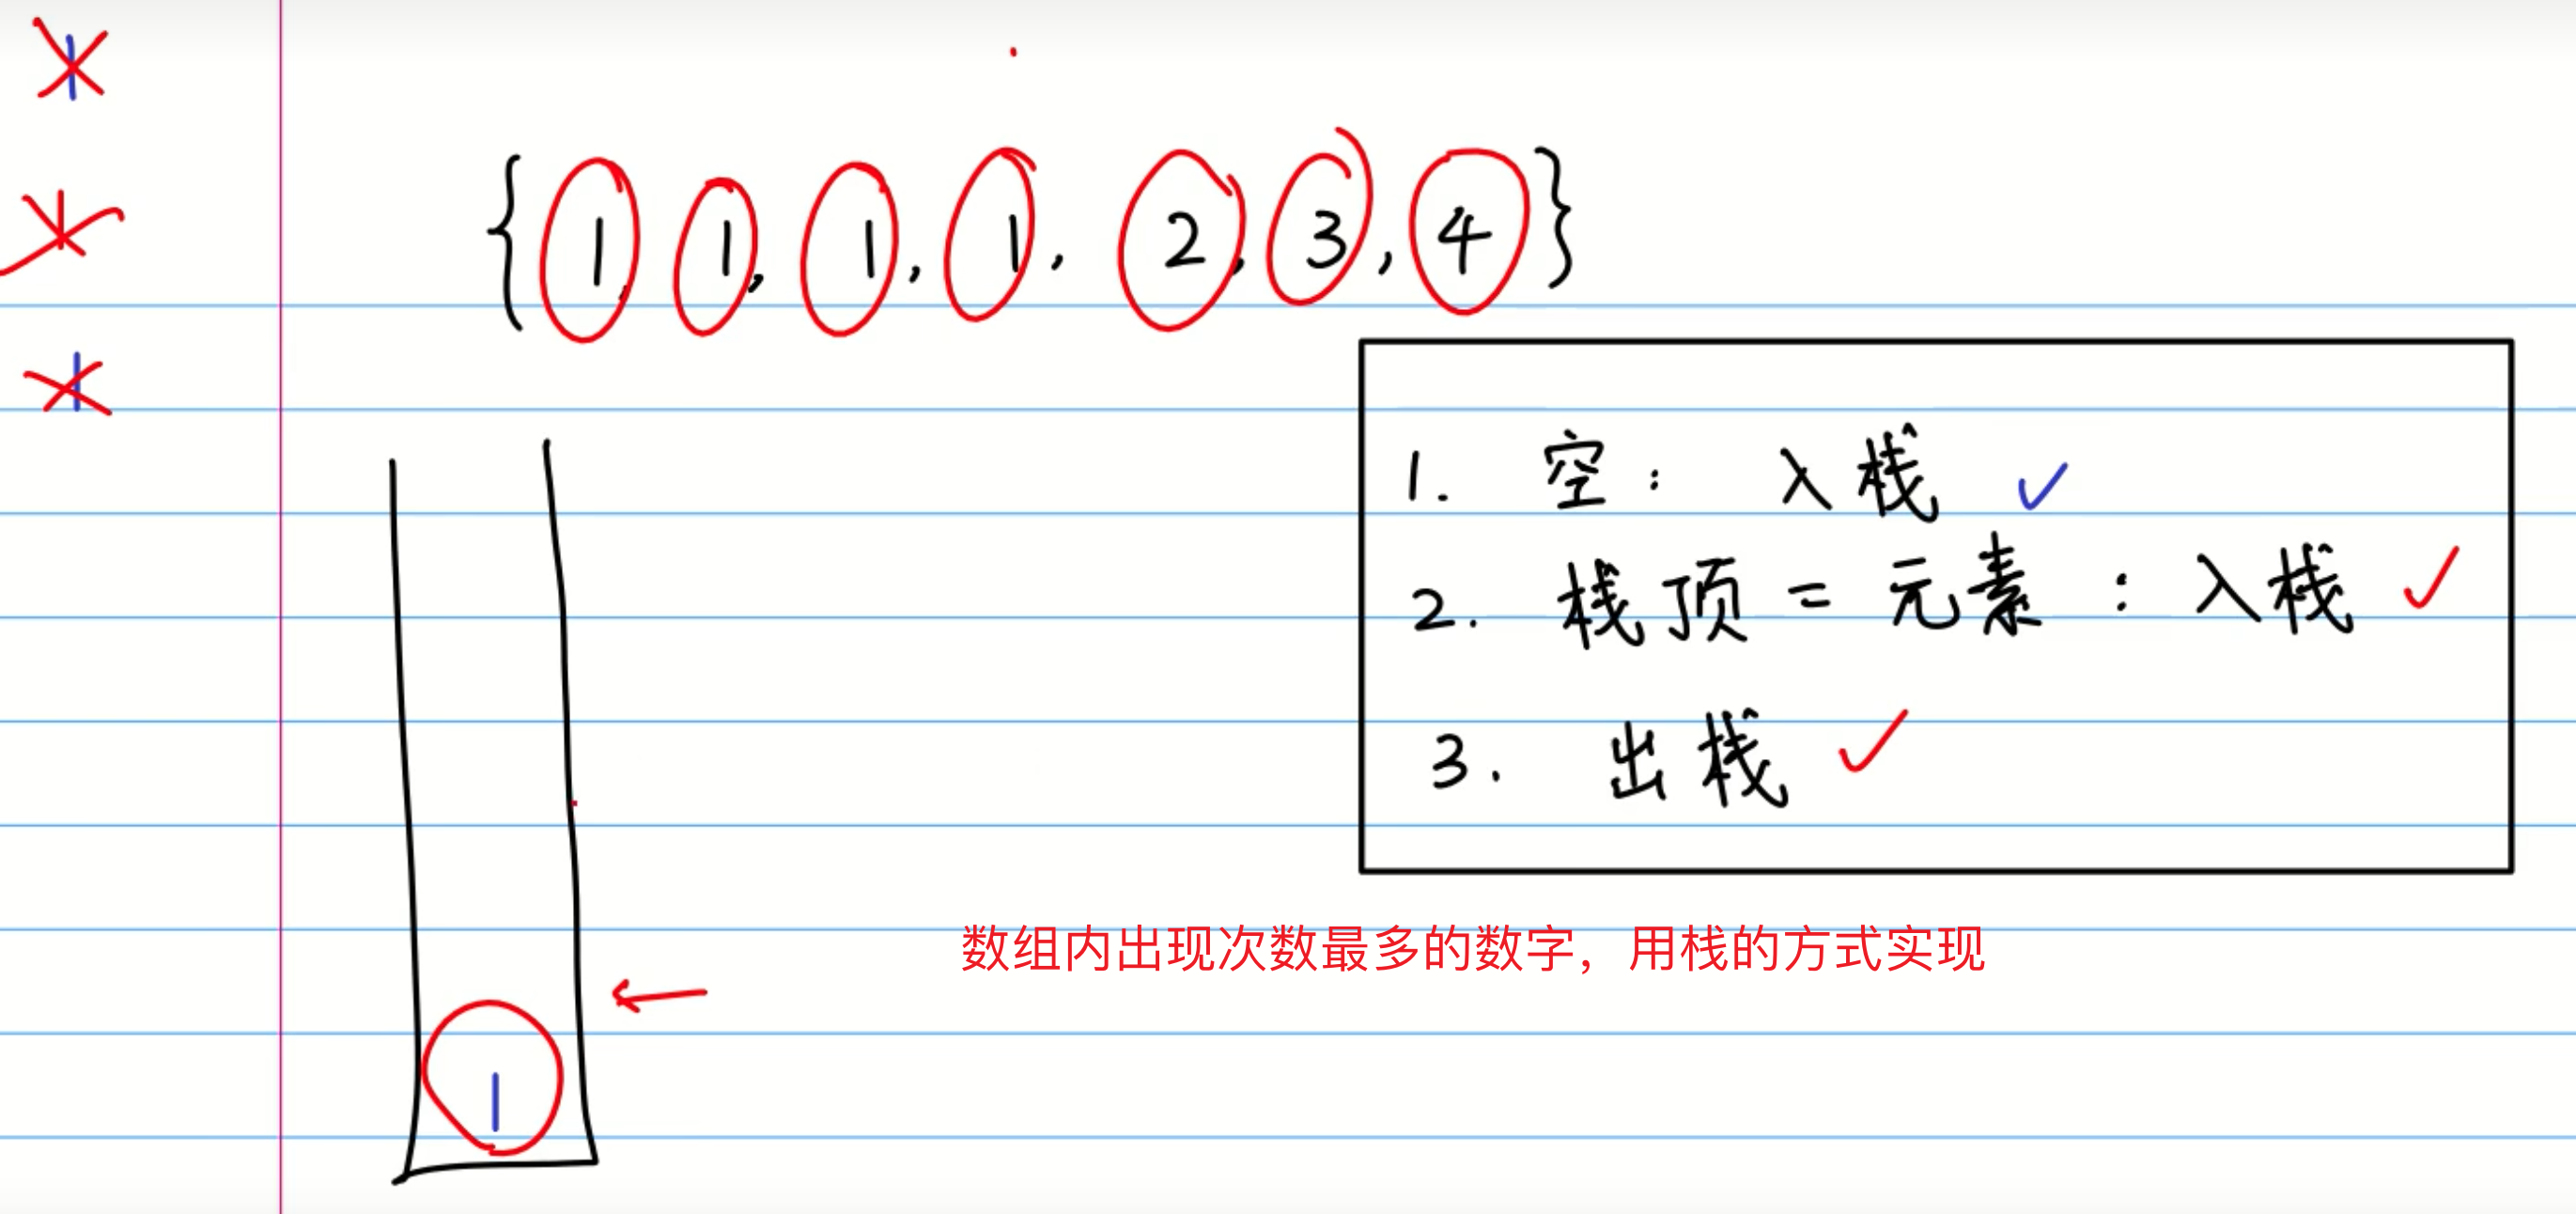 {1, 1, 1, 1, 2, 3, 4}
1. 空: 入栈 ✓
2. 栈顶 = 元素: 入栈 ✓
3. 出栈 ✓
数组内出现次数最多的数字，用栈的方式实现
1